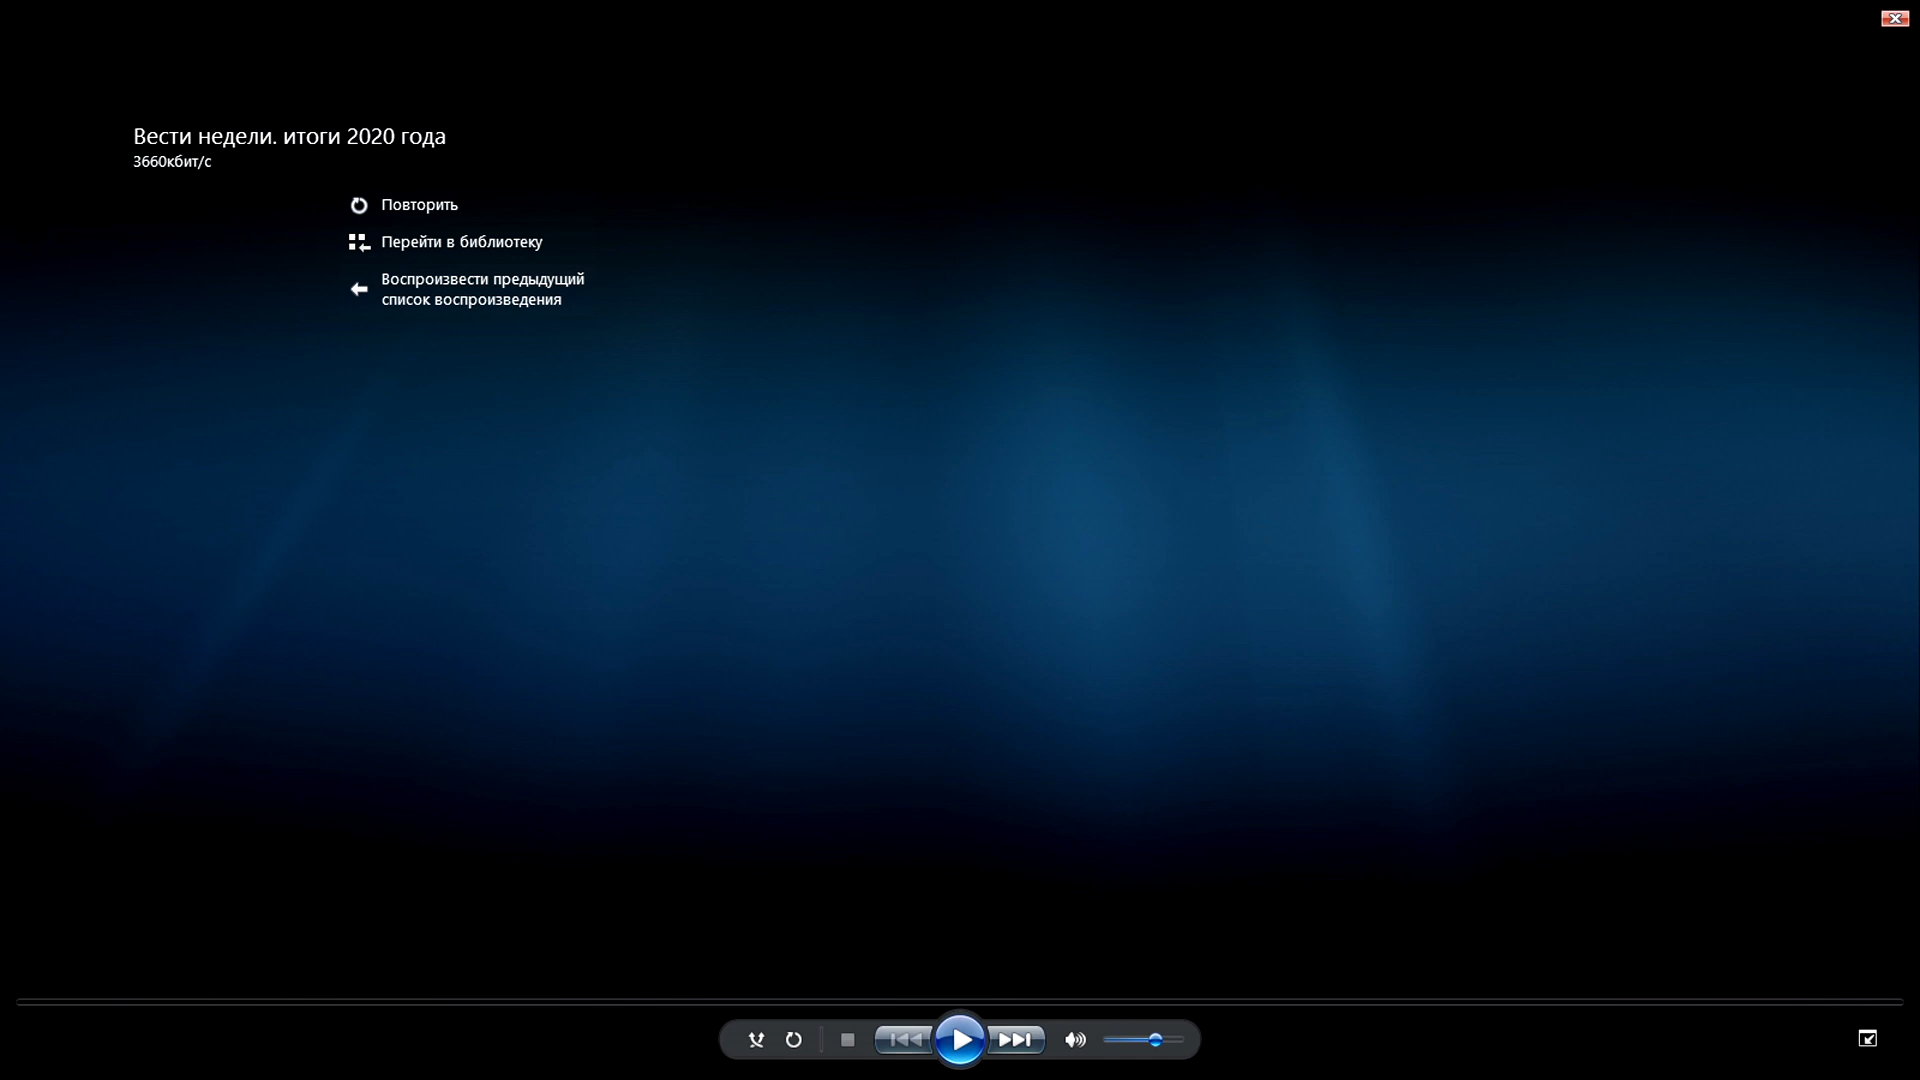 Вести недели. итоги 2020 года
3660кбит/с
Повторить
Перейти в библиотеку
Воспроизвести предыдущий
список воспроизведения